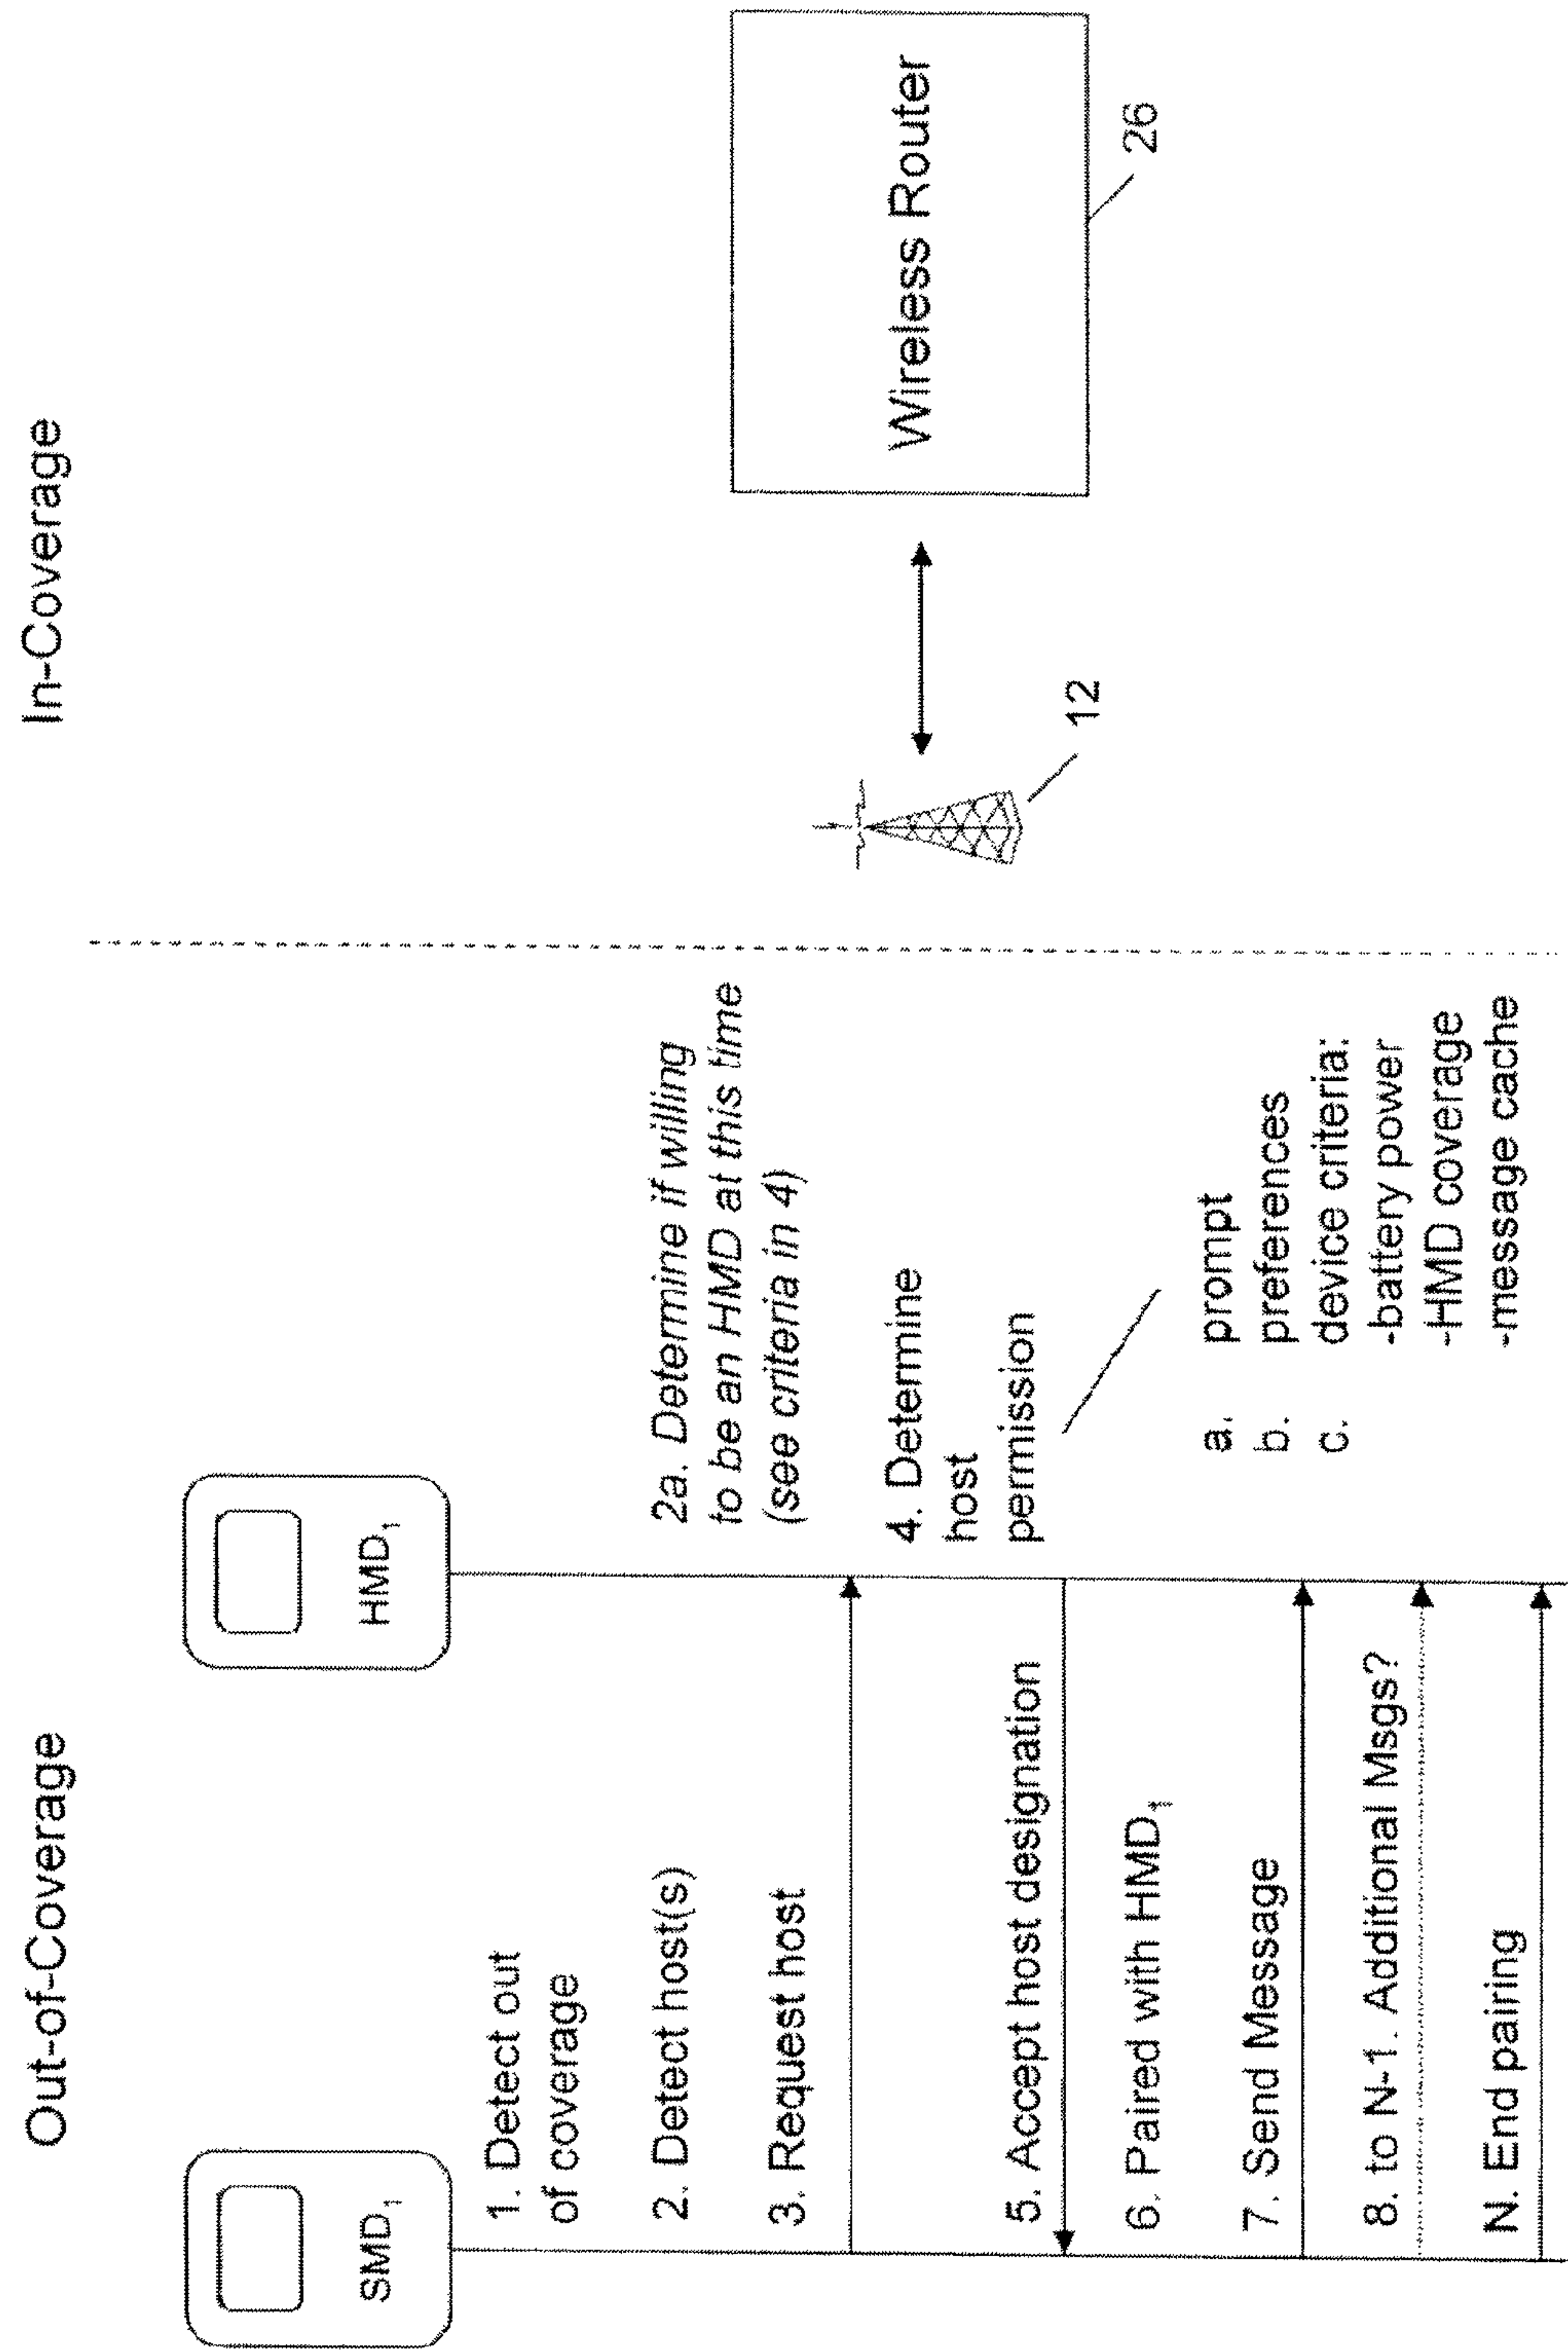 Out-of-Coverage
In-Coverage
SMD1
HMD1
1. Detect out
of coverage
2. Detect host(s)
2a. Determine if willing
to be an HMD at this time
(see criteria in 4)
3. Request host
4. Determine
host
permission
a. prompt
b. preferences
c. device criteria:
-battery power
-HMD coverage
-message cache
5. Accept host designation
6. Paired with HMD1
7. Send Message
8. to N-1. Additional Msgs?
N. End pairing
12
Wireless Router
26